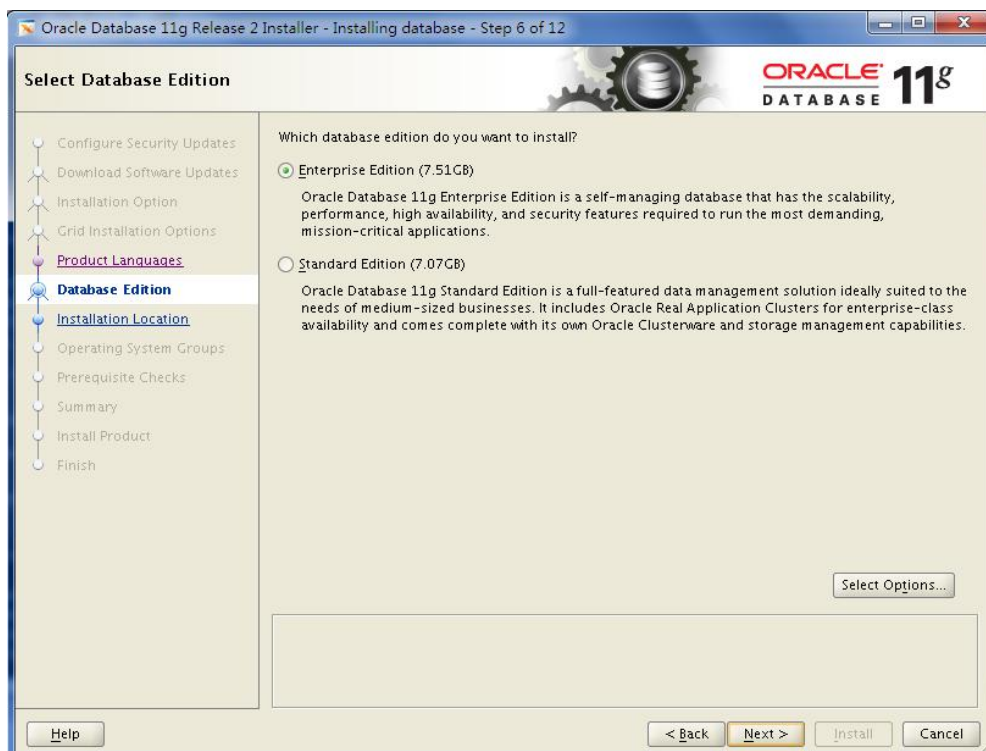 Oracle Database 11g Release 2 Installer - Installing database - Step 6 of 12
Select Database Edition
ORACLE
DATABASE
11g
Configure Security Updates
Download Software Updates
Installation Option
Grid Installation Options
Product Languages
Database Edition
Installation Location
Operating System Groups
Prerequisite Checks
Summary
Install Product
Finish
Which database edition do you want to install?
Enterprise Edition (7.51GB)
Oracle Database 11g Enterprise Edition is a self-managing database that has the scalability,
performance, high availability, and security features required to run the most demanding,
mission-critical applications.
Standard Edition (7.07GB)
Oracle Database 11g Standard Edition is a full-featured data management solution ideally suited to the
needs of medium-sized businesses. It includes Oracle Real Application Clusters for enterprise-class
availability and comes complete with its own Oracle Clusterware and storage management capabilities.
Select Options...
Help
< Back
Next >
Install
Cancel